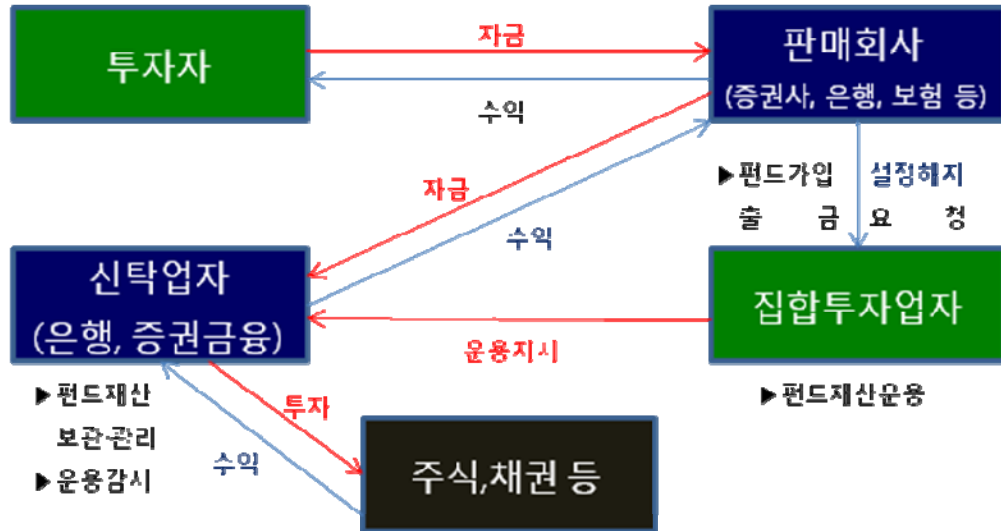 투자자
자금
수익
판매회사
(증권사, 은행, 보험 등)
▶펀드가입 설정해지
출 금 요 청
자금
수익
신탁업자
(은행, 증권금융)
집합투자업자
운용지시
▶펀드재산
보관·관리
▶운용감시
▶펀드재산운용
투자
수익
주식,채권 등